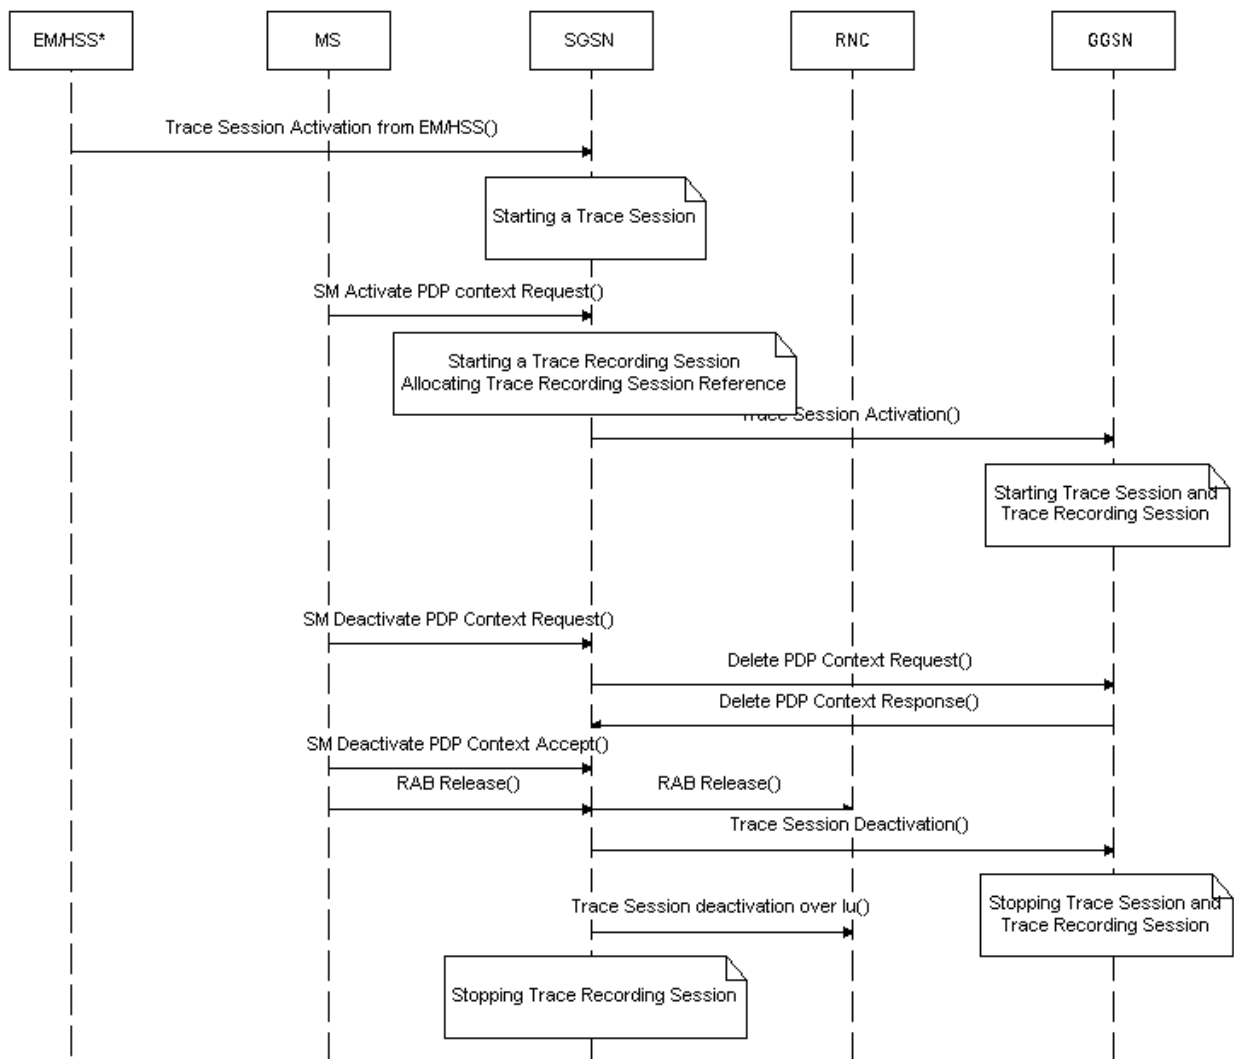 EM/HSS*
MS
SGSN
RNC
GGSN
Trace Session Activation from EM/HSS()
Starting a Trace Session
SM Activate PDP context Request()
Starting a Trace Recording Session
Allocating Trace Recording Session Reference
Trace Session Activation()
Starting Trace Session and
Trace Recording Session
SM Deactivate PDP Context Request()
Delete PDP Context Request()
Delete PDP Context Response()
SM Deactivate PDP Context Accept()
RAB Release()
RAB Release()
Trace Session Deactivation()
Stopping Trace Session and
Trace Recording Session
Trace Session deactivation over Iu()
Stopping Trace Recording Session